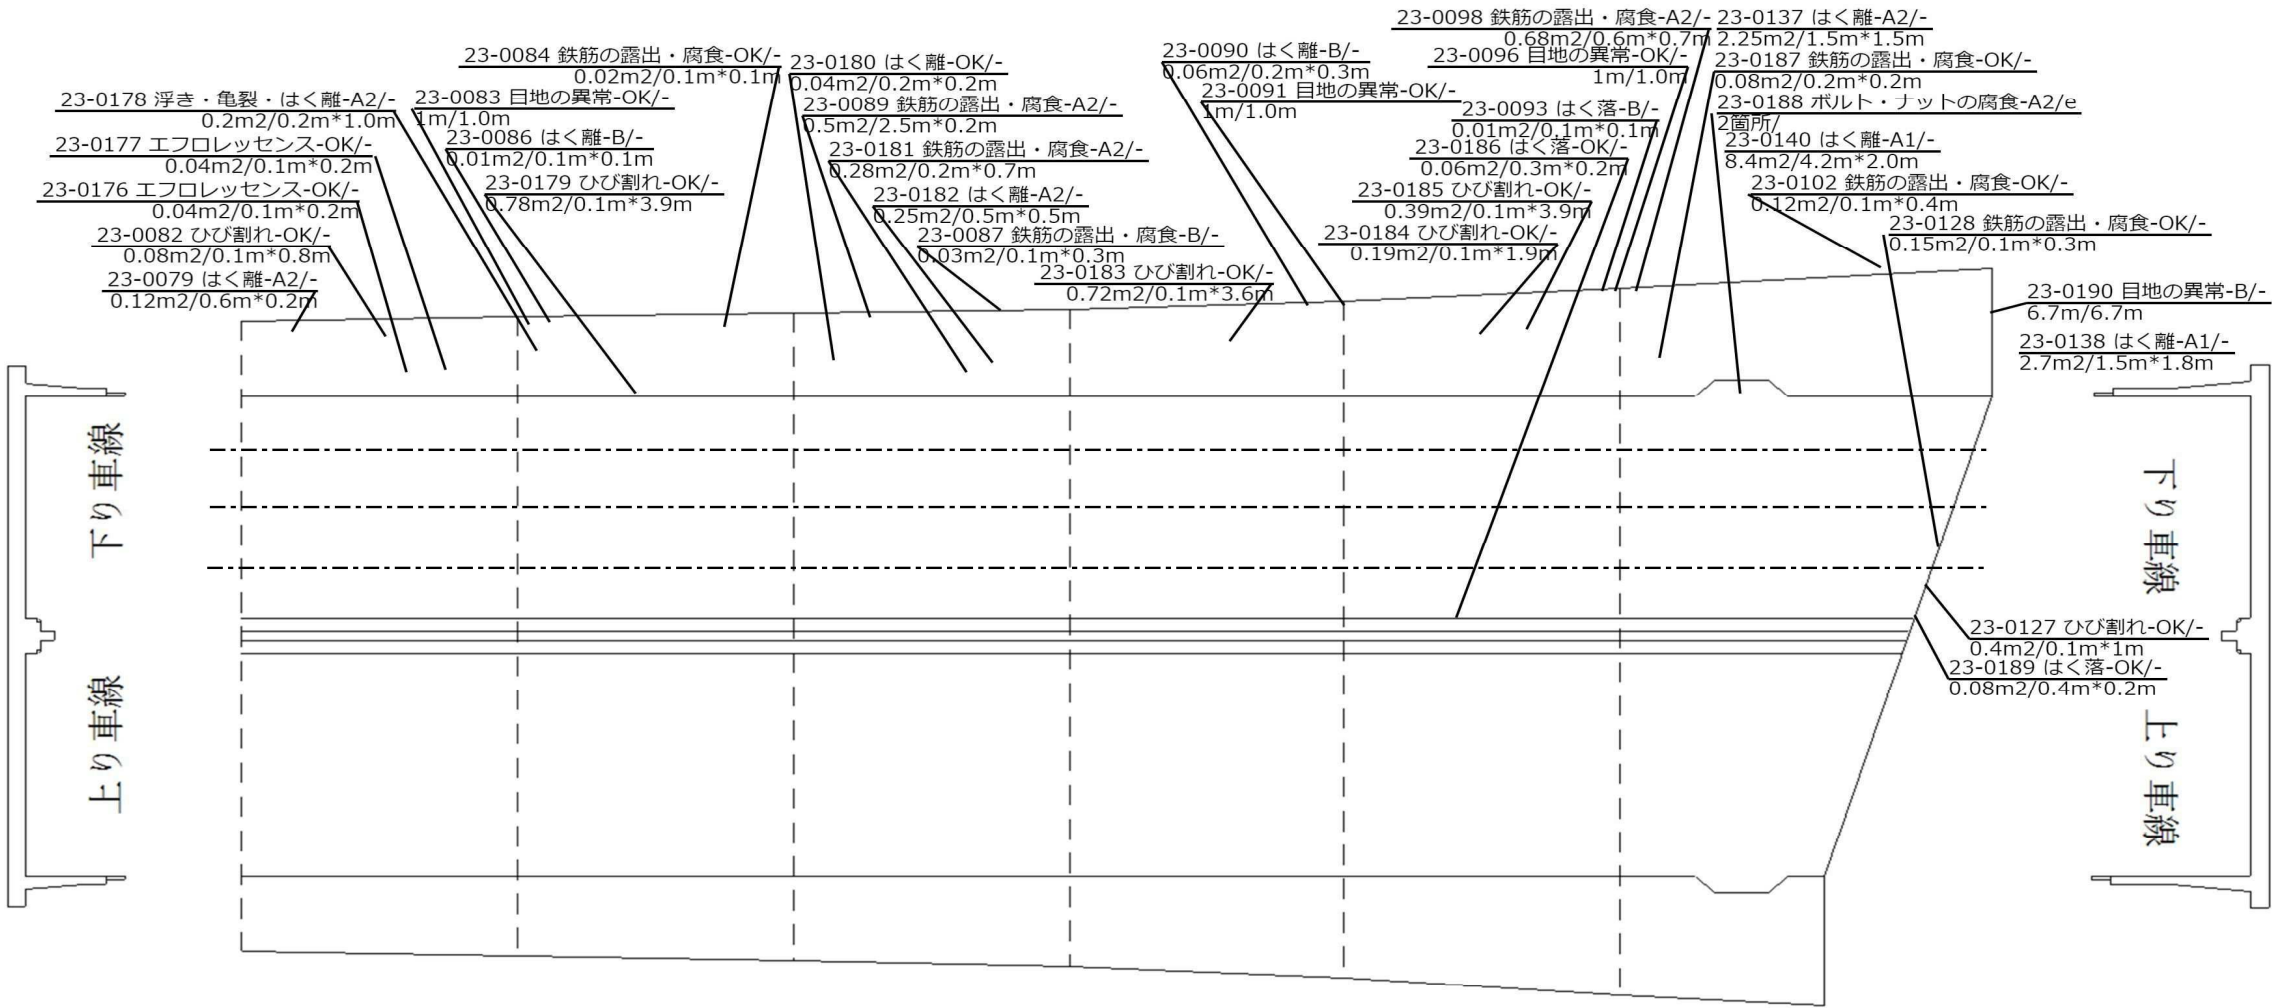 23-0098 鉄筋の露出・腐食-A2/-
0.68m2/0.6m*0.7m
23-0137 はく離-A2/-
2.25m2/1.5m*1.5m
23-0084 鉄筋の露出・腐食-OK/-
0.02m2/0.1m*0.1m
23-0180 はく離-OK/-
0.04m2/0.2m*0.2m
23-0090 はく離-B/-
0.06m2/0.2m*0.3m
23-0096 目地の異常-OK/-
1m/1.0m
23-0187 鉄筋の露出・腐食-OK/-
0.08m2/0.2m*0.2m
23-0178 浮き・亀裂・はく離-A2/-
0.2m2/0.2m*1.0m
23-0083 目地の異常-OK/-
1m/1.0m
23-0089 鉄筋の露出・腐食-A2/-
0.5m2/2.5m*0.2m
23-0091 目地の異常-OK/-
1m/1.0m
23-0093 はく落-B/-
0.01m2/0.1m*0.1m
23-0188 ボルト・ナットの腐食-A2/e
2箇所/
23-0177 エフロレッセンス-OK/-
0.04m2/0.1m*0.2m
23-0086 はく離-B/-
0.01m2/0.1m*0.1m
23-0181 鉄筋の露出・腐食-A2/-
0.28m2/0.2m*0.7m
23-0186 はく落-OK/-
0.06m2/0.3m*0.2m
23-0140 はく離-A1/-
8.4m2/4.2m*2.0m
23-0176 エフロレッセンス-OK/-
0.04m2/0.1m*0.2m
23-0179 ひび割れ-OK/-
0.78m2/0.1m*3.9m
23-0182 はく離-A2/-
0.25m2/0.5m*0.5m
23-0185 ひび割れ-OK/-
0.39m2/0.1m*3.9m
23-0102 鉄筋の露出・腐食-OK/-
0.12m2/0.1m*0.4m
23-0082 ひび割れ-OK/-
0.08m2/0.1m*0.8m
23-0087 鉄筋の露出・腐食-B/-
0.03m2/0.1m*0.3m
23-0184 ひび割れ-OK/-
0.19m2/0.1m*1.9m
23-0128 鉄筋の露出・腐食-OK/-
0.15m2/0.1m*0.3m
23-0079 はく離-A2/-
0.12m2/0.6m*0.2m
23-0183 ひび割れ-OK/-
0.72m2/0.1m*3.6m
23-0190 目地の異常-B/-
6.7m/6.7m
23-0138 はく離-A1/-
2.7m2/1.5m*1.8m
下り車線
下り車線
23-0127 ひび割れ-OK/-
0.4m2/0.1m*1m
23-0189 はく落-OK/-
0.08m2/0.4m*0.2m
上り車線
上り車線